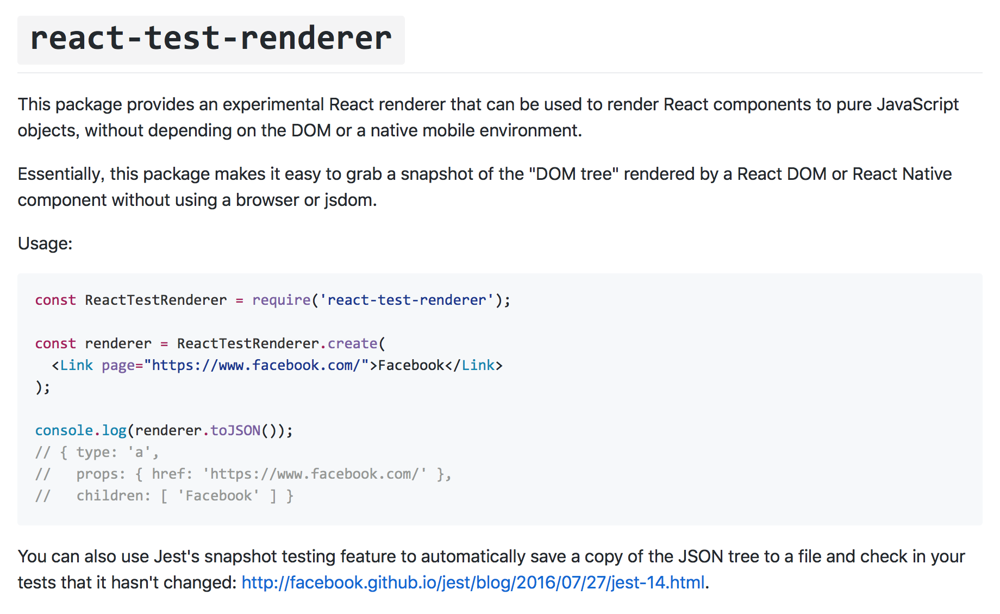 react-test-renderer
This package provides an experimental React renderer that can be used to render React components to pure JavaScript
objects, without depending on the DOM or a native mobile environment.
Essentially, this package makes it easy to grab a snapshot of the "DOM tree" rendered by a React DOM or React Native
component without using a browser or jsdom.
Usage:
const ReactTestRenderer = require('react-test-renderer');
const renderer = ReactTestRenderer.create(
  <Link page="https://www.facebook.com/">Facebook</Link>
);
console.log(renderer.toJSON());
// { type: 'a',
//   props: { href: 'https://www.facebook.com/' },
//   children: [ 'Facebook' ] }
You can also use Jest's snapshot testing feature to automatically save a copy of the JSON tree to a file and check in your
tests that it hasn't changed: http://facebook.github.io/jest/blog/2016/07/27/jest-14.html.